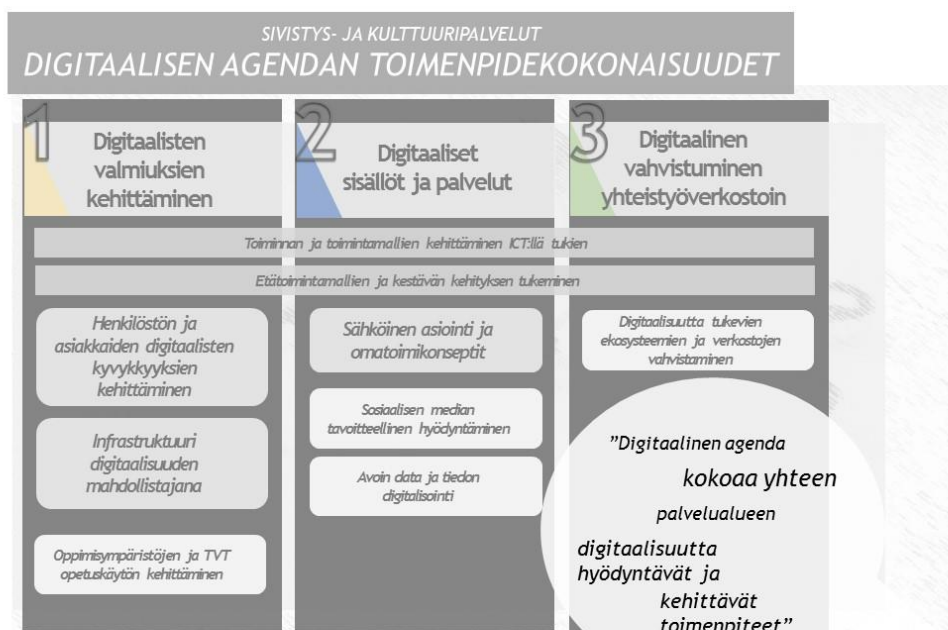 SIVISTYS- JA KULTTUURIPALVELUT
DIGITAALISEN AGENDAN TOIMENPIDEKOKONAISUUDET
1
Digitaalisten
valmiuksien
kehittäminen
2
Digitaaliset
sisällöt ja palvelut
3
Digitaalinen
vahvistuminen
yhteistyöverkostoin
Toiminnan ja toimintamallien kehittäminen ICT:llä tukien
Etätoimintamallien ja kestävän kehityksen tukeminen
Henkilöstön ja
asiakkaiden digitaalisten
kyvykkyyksien
kehittäminen
Infrastruktuuri
digitaalisuuden
mahdollistajana
Oppimisympäristöjen ja TVT
opetuskäytön kehittäminen
Sähköinen asiointi ja
omatoimikonseptit
Sosiaalisen median
tavoitteellinen hyödyntäminen
Avoin data ja tiedon
digitalisointi
Digitaalisuutta tukevien
ekosysteemien ja verkostojen
vahvistaminen
”Digitaalinen agenda
kokoaa yhteen
palvelualueen
digitaalisuutta
hyödyntävät ja
kehittävät
toimenpiteet”